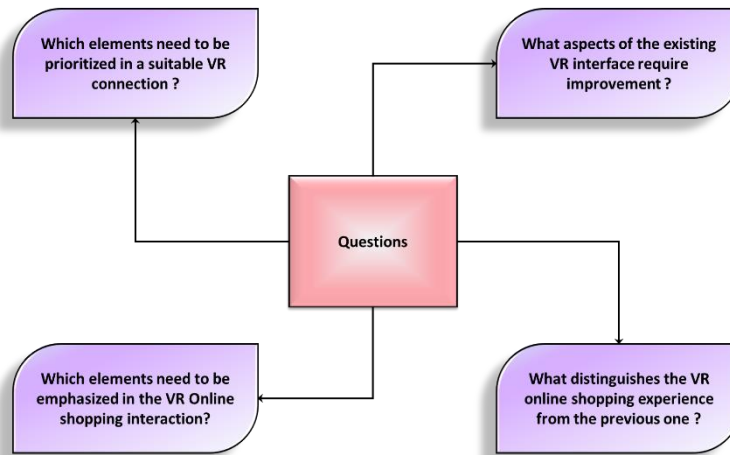 Which elements need to be
prioritized in a suitable VR
connection ?
What aspects of the existing
VR interface require
improvement ?
Questions
Which elements need to be
emphasized in the VR Online
shopping interaction?
What distinguishes the VR
online shopping experience
from the previous one ?